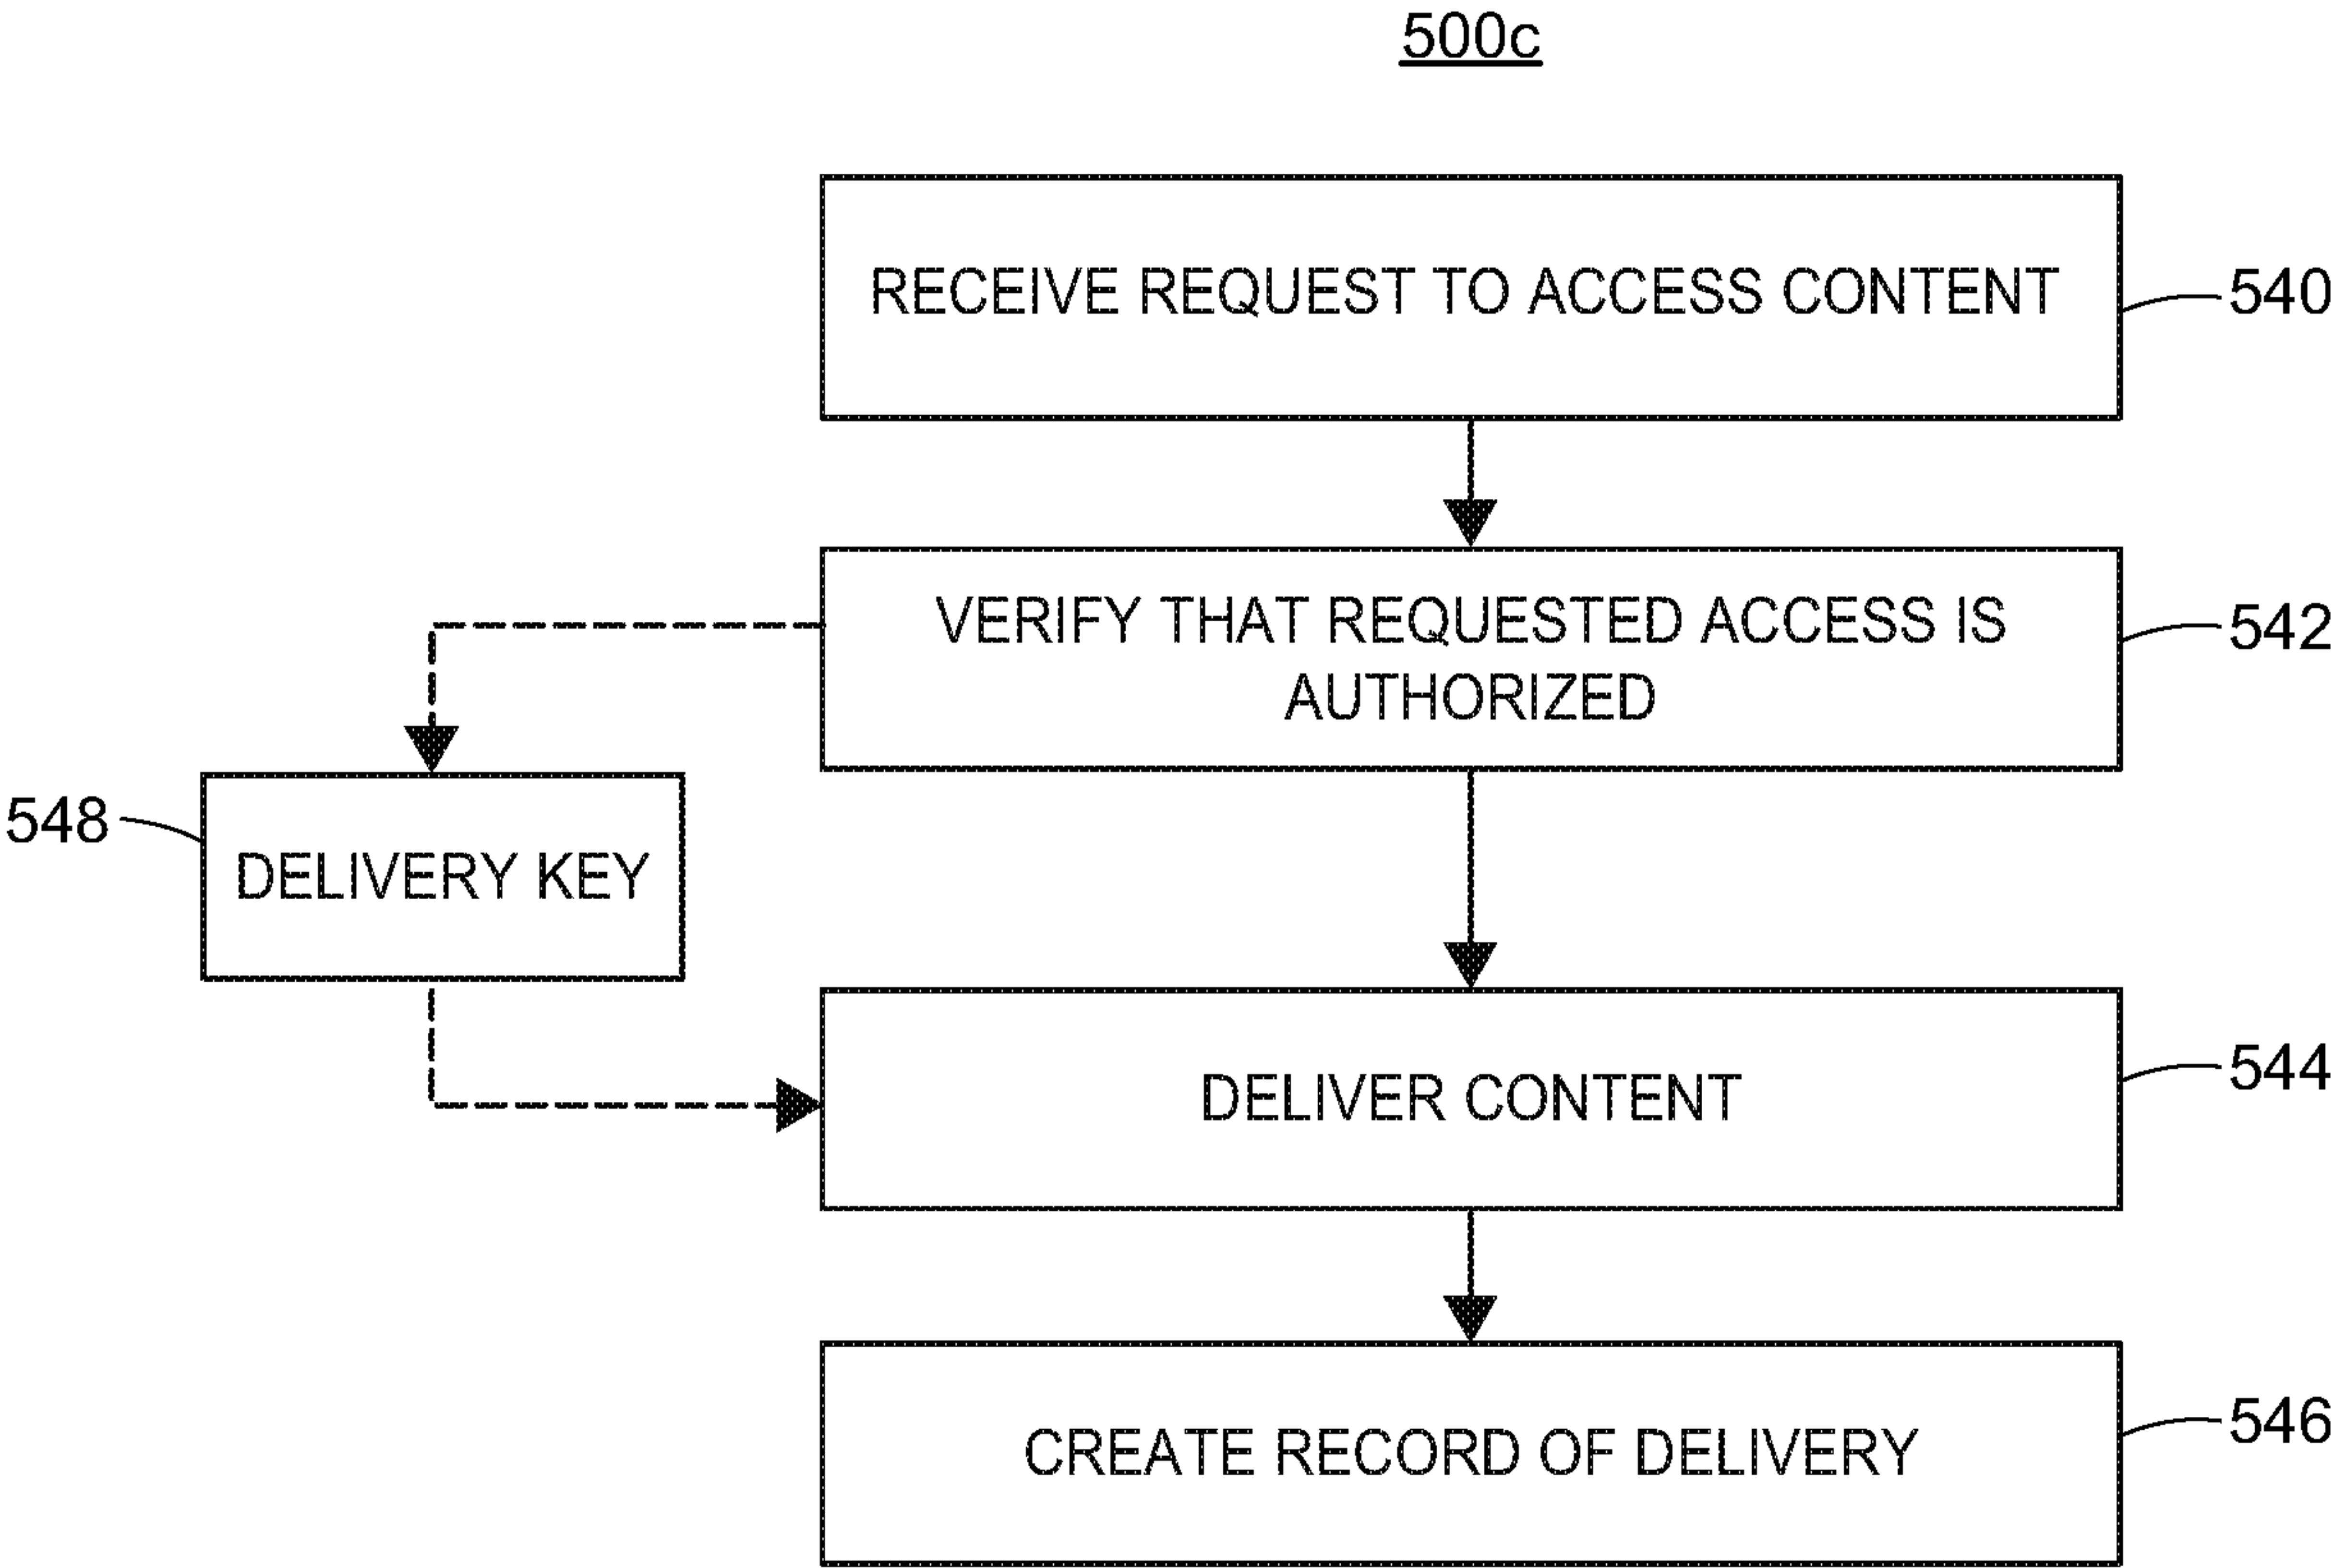 500c
RECEIVE REQUEST TO ACCESS CONTENT
540
VERIFY THAT REQUESTED ACCESS IS
AUTHORIZED
542
548
DELIVERY KEY
DELIVER CONTENT
544
CREATE RECORD OF DELIVERY
546